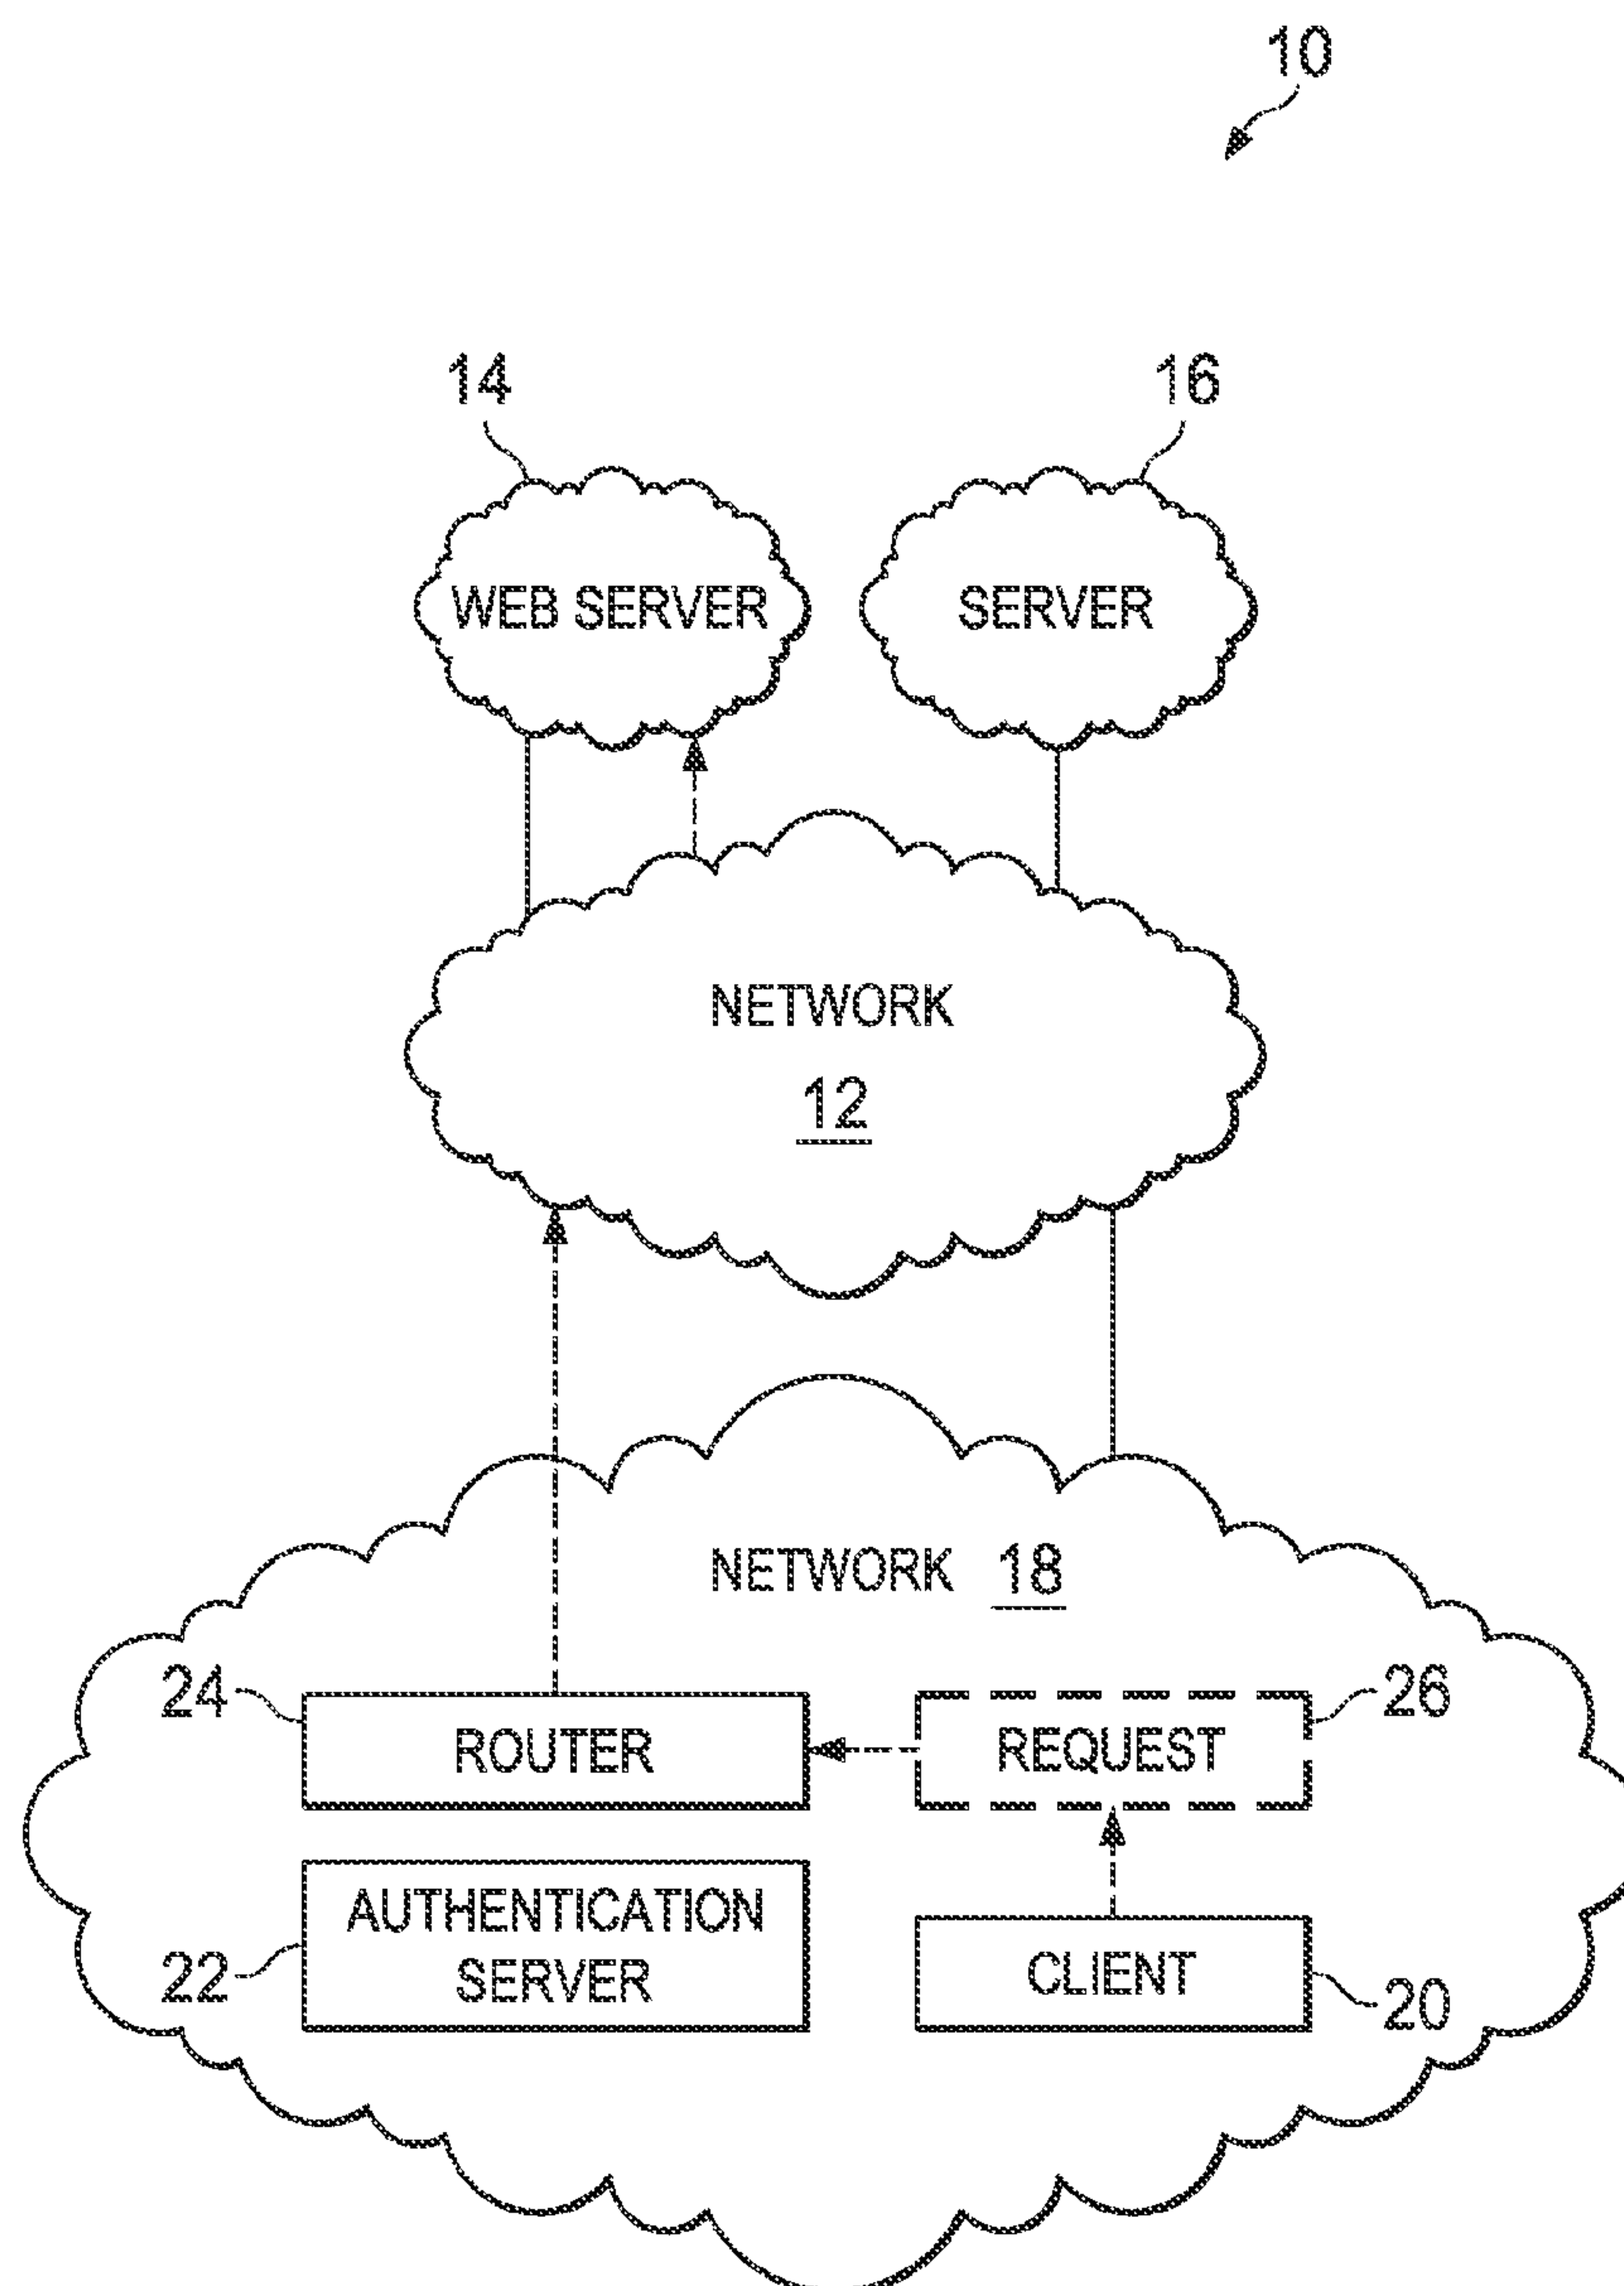 10
14
16
WEB SERVER
SERVER
NETWORK
12
NETWORK 18
24
26
ROUTER
REQUEST
AUTHENTICATION
SERVER
22
CLIENT
20